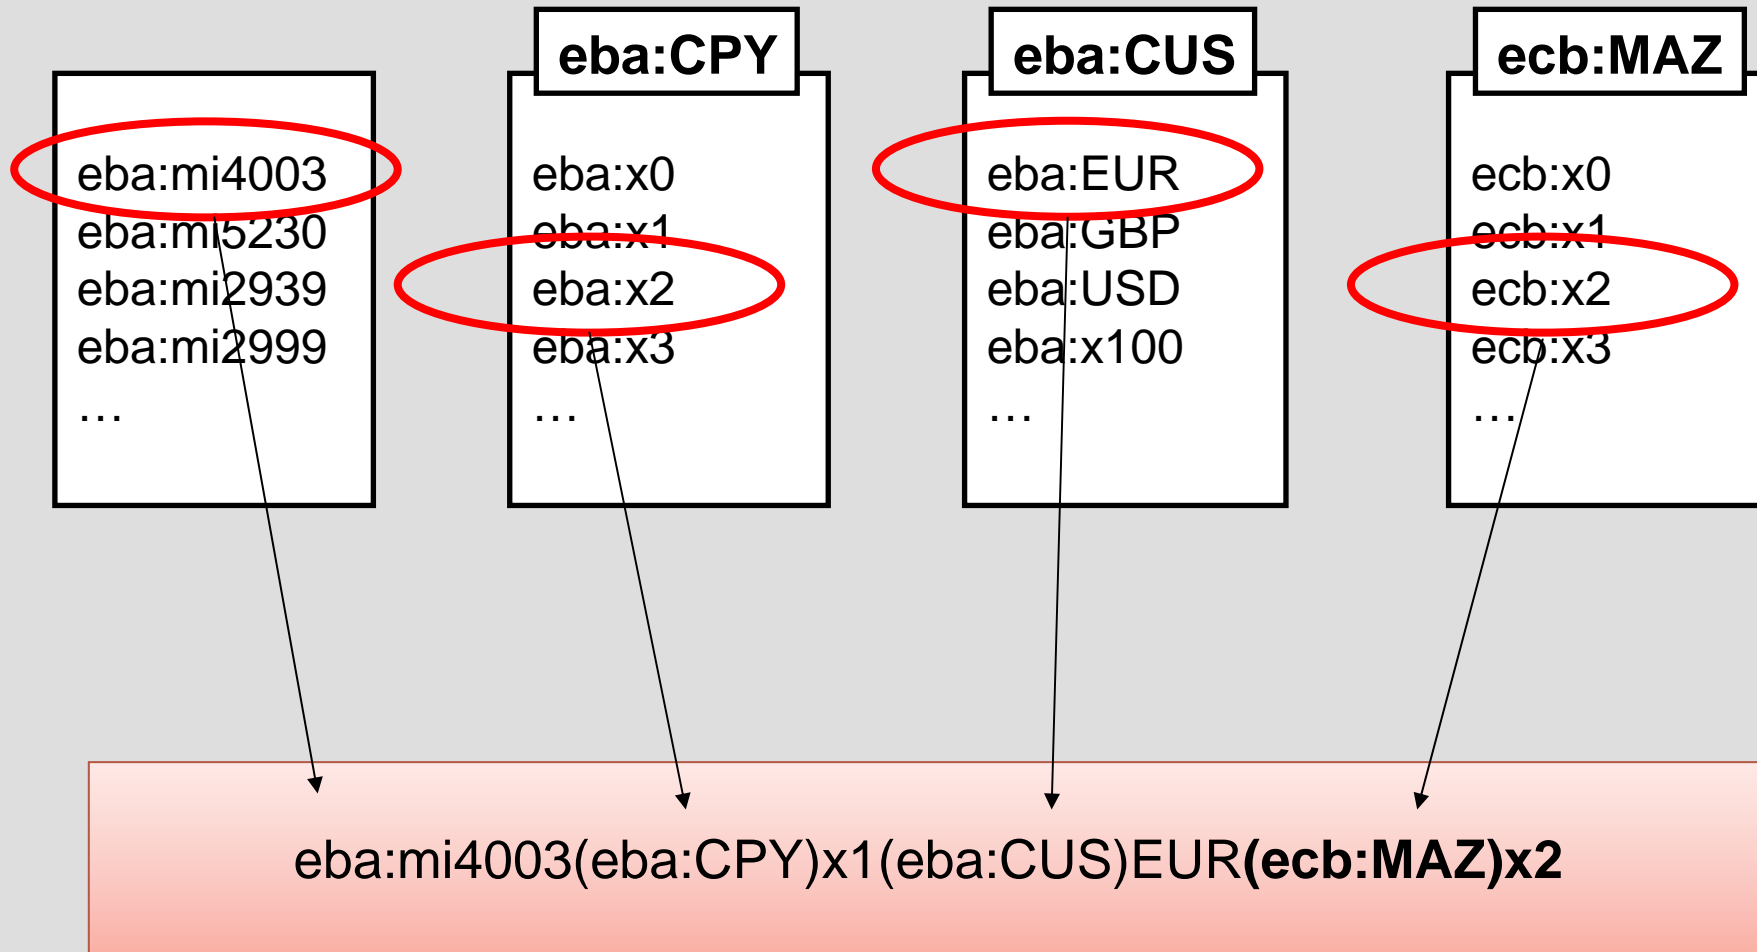 eba:mi4003
eba:mi5230
eba:mi2939
eba:mi2999
…
eba:CPY
eba:x0
eba:x1
eba:x2
eba:x3
…
eba:CUS
eba:EUR
eba:GBP
eba:USD
eba:x100
…
ecb:MAZ
ecb:x0
ecb:x1
ecb:x2
ecb:x3
…
eba:mi4003(eba:CPY)x1(eba:CUS)EUR(ecb:MAZ)x2